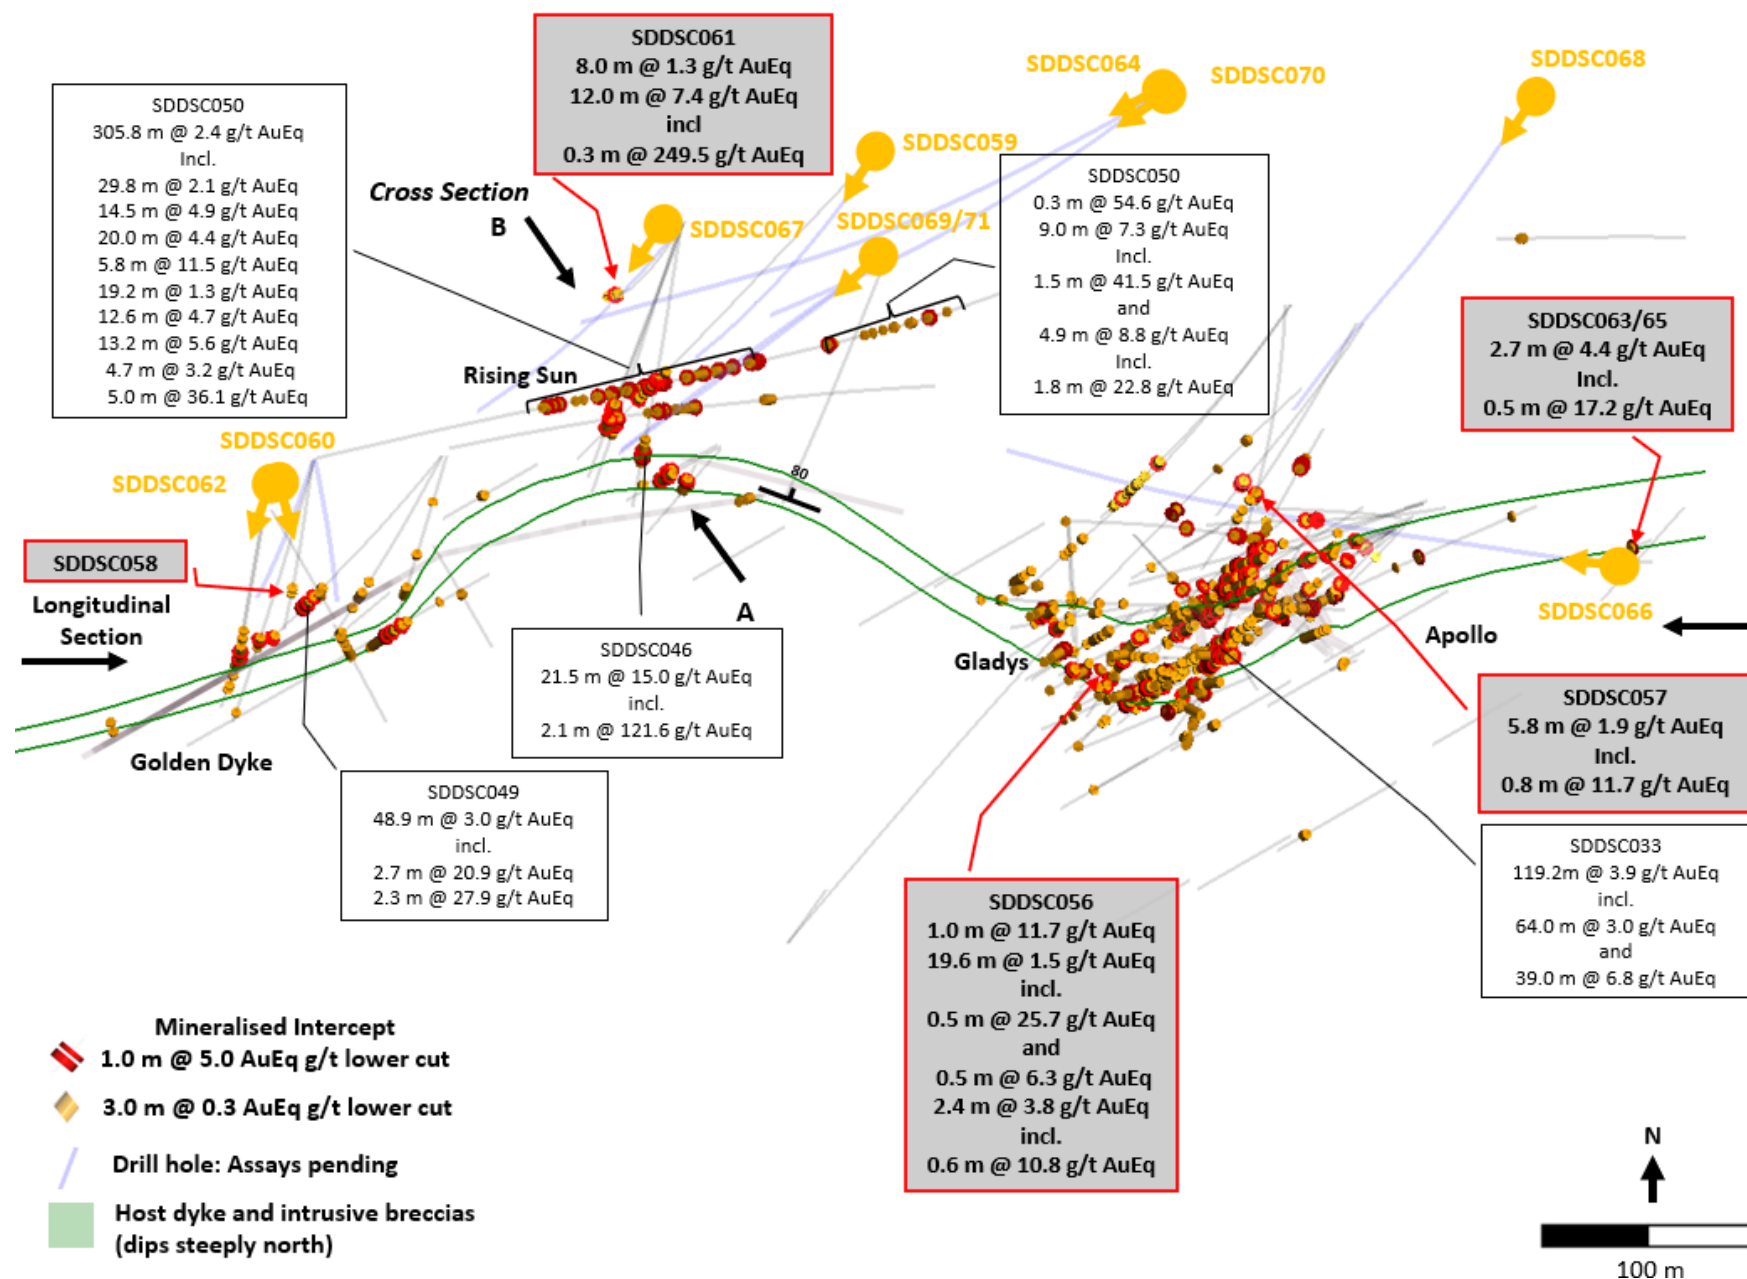 SDDSC061
8.0 m @ 1.3 g/t AuEq
12.0 m @ 7.4 g/t AuEq
incl
0.3 m @ 249.5 g/t AuEq
SDDSC064
SDDSC070
SDDSC068
SDDSC050
305.8 m @ 2.4 g/t AuEq
Incl.
29.8 m @ 2.1 g/t AuEq
14.5 m @ 4.9 g/t AuEq
20.0 m @ 4.4 g/t AuEq
5.8 m @ 11.5 g/t AuEq
19.2 m @ 1.3 g/t AuEq
12.6 m @ 4.7 g/t AuEq
13.2 m @ 5.6 g/t AuEq
4.7 m @ 3.2 g/t AuEq
5.0 m @ 36.1 g/t AuEq
SDDSC059
Cross Section
B
SDDSC067
SDDSC069/71
SDDSC050
0.3 m @ 54.6 g/t AuEq
9.0 m @ 7.3 g/t AuEq
Incl.
1.5 m @ 41.5 g/t AuEq
and
4.9 m @ 8.8 g/t AuEq
Incl.
1.8 m @ 22.8 g/t AuEq
SDDSC063/65
2.7 m @ 4.4 g/t AuEq
Incl.
0.5 m @ 17.2 g/t AuEq
Rising Sun
SDDSC060
SDDSC062
80
SDDSC058
Longitudinal
Section
A
SDDSC066
Apollo
Gladys
SDDSC046
21.5 m @ 15.0 g/t AuEq
incl.
2.1 m @ 121.6 g/t AuEq
SDDSC057
5.8 m @ 1.9 g/t AuEq
Incl.
0.8 m @ 11.7 g/t AuEq
Golden Dyke
SDDSC049
48.9 m @ 3.0 g/t AuEq
incl.
2.7 m @ 20.9 g/t AuEq
2.3 m @ 27.9 g/t AuEq
SDDSC033
119.2m @ 3.9 g/t AuEq
incl.
64.0 m @ 3.0 g/t AuEq
and
39.0 m @ 6.8 g/t AuEq
SDDSC056
1.0 m @ 11.7 g/t AuEq
19.6 m @ 1.5 g/t AuEq
incl.
0.5 m @ 25.7 g/t AuEq
and
0.5 m @ 6.3 g/t AuEq
2.4 m @ 3.8 g/t AuEq
incl.
0.6 m @ 10.8 g/t AuEq
Mineralised Intercept
1.0 m @ 5.0 AuEq g/t lower cut
3.0 m @ 0.3 AuEq g/t lower cut
Drill hole: Assays pending
Host dyke and intrusive breccias
(dips steeply north)
N
100 m